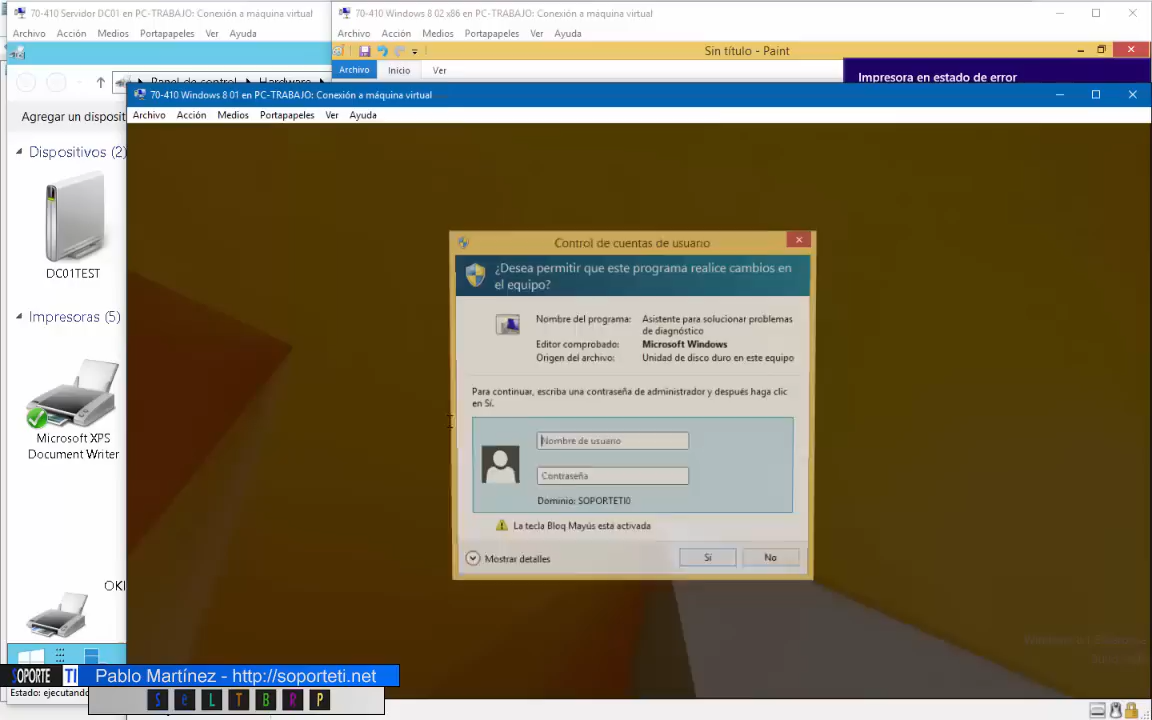 70-410 Servidor DC01 en PC-TRABAJO: Conexión a máquina virtual
70-410 Windows 8 02 x86 en PC-TRABAJO: Conexión a máquina virtual
Archivo Acción Medios Portapapeles Ver Ayuda
Archivo Acción Medios Portapapeles Ver Ayuda
Sin título - Paint
Archivo Inicio Ver
Impresora en estado de error
Panel de control Hardware
70-410 Windows 8 01 en PC-TRABAJO: Conexión a máquina virtual
Archivo Acción Medios Portapapeles Ver Ayuda
Agregar un disposit
Dispositivos (2)
DC01TEST
Impresoras (5)
Microsoft XPS
Document Writer
OKI
Control de cuentas de usuario
¿Desea permitir que este programa realice cambios en
el equipo?
Nombre del programa: Asistente para solucionar problemas
de diagnóstico
Editor comprobado: Microsoft Windows
Origen del archivo: Unidad de disco duro en este equipo
Para continuar, escriba una contraseña de administrador y después haga clic
en Sí.
Nombre de usuario
Contraseña
Dominio: SOPORTETI0
La tecla Bloq Mayús está activada
Mostrar detalles
Sí
No
SOPORTE TI Pablo Martínez - http://soporteti.net
Estado: ejecutando
S e L T B R P